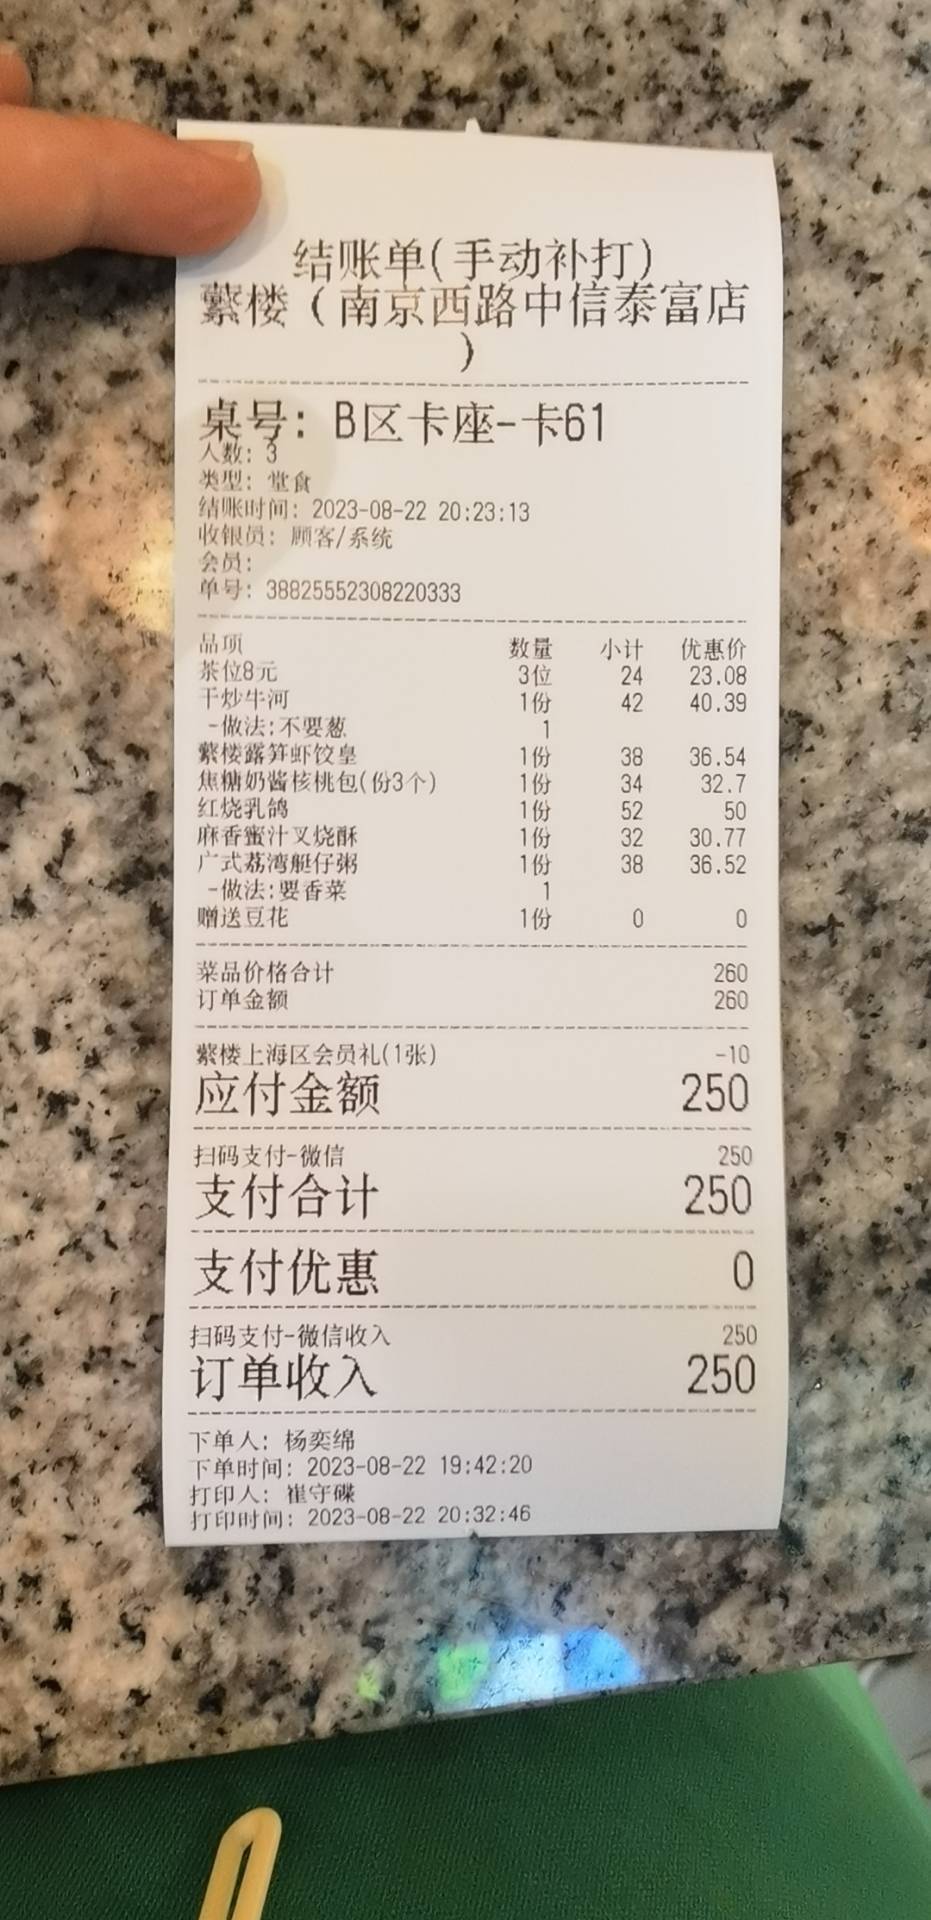 结账单(手动补打)
蘩楼（南京西路中信泰富店
）
桌号: B区卡座-卡61
人数: 3
类型: 堂食
结账时间: 2023-08-22 20:23:13
收银员: 顾客/系统
会员:
单号: 38825552308220333
品项 数量 小计 优惠价
茶位8元 3位 24 23.08
干炒牛河 1份 42 40.39
-做法:不要葱 1
蘩楼露笋虾饺皇 1份 38 36.54
焦糖奶酱核桃包(份3个) 1份 34 32.7
红烧乳鸽 1份 52 50
麻香蜜汁叉烧酥 1份 32 30.77
广式荔湾艇仔粥 1份 38 36.52
-做法:要香菜 1
赠送豆花 1份 0 0
菜品价格合计 260
订单金额 260
蘩楼上海区会员礼(1张) -10
应付金额 250
扫码支付-微信 250
支付合计 250
支付优惠 0
扫码支付-微信收入 250
订单收入 250
下单人: 杨奕绵
下单时间: 2023-08-22 19:42:20
打印人: 崔守碟
打印时间: 2023-08-22 20:32:46